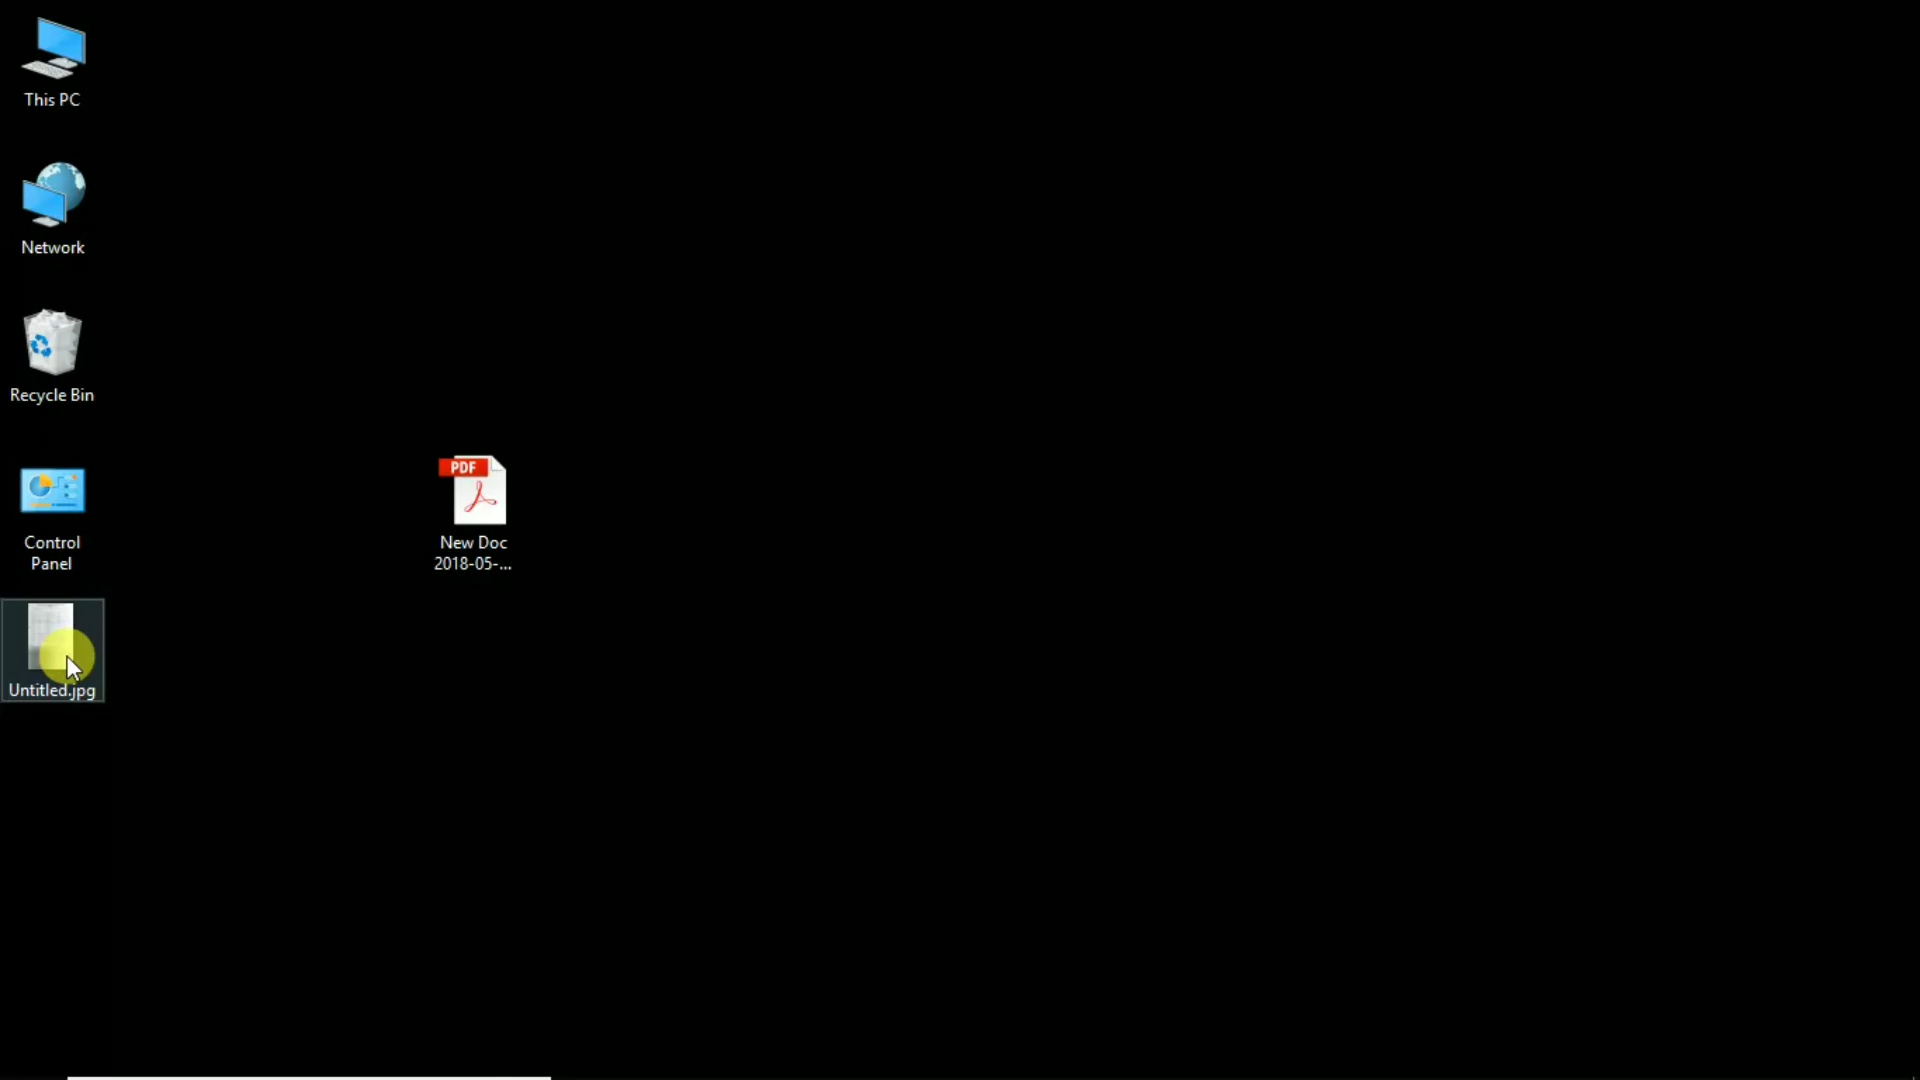 This PC
Network
Recycle Bin
Control
Panel
Untitled.jpg
PDF
New Doc
2018-05-...